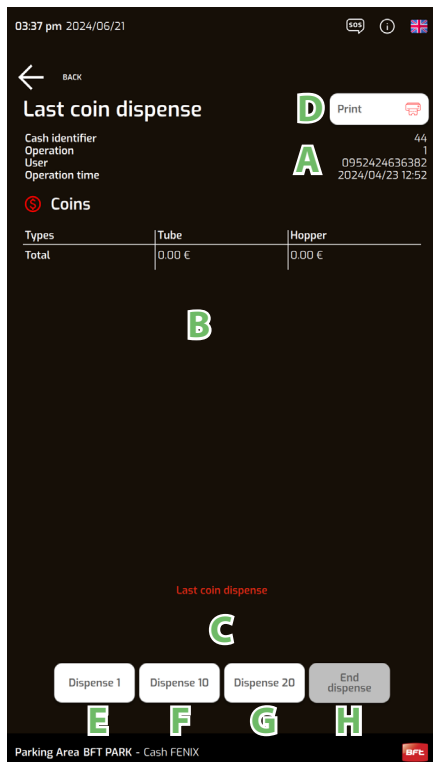 03:37 pm 2024/06/21
SOS
i
BACK
Last coin dispense
D
Print
Cash identifier 44
Operation 1
User 0952424636382
Operation time 2024/04/23 12:52
A
$ Coins
Types Tube Hopper
Total 0.00 € 0.00 €
B
Last coin dispense
C
Dispense 1 Dispense 10 Dispense 20 End
dispense
E F G H
Parking Area BFT PARK - Cash FENIX BFT